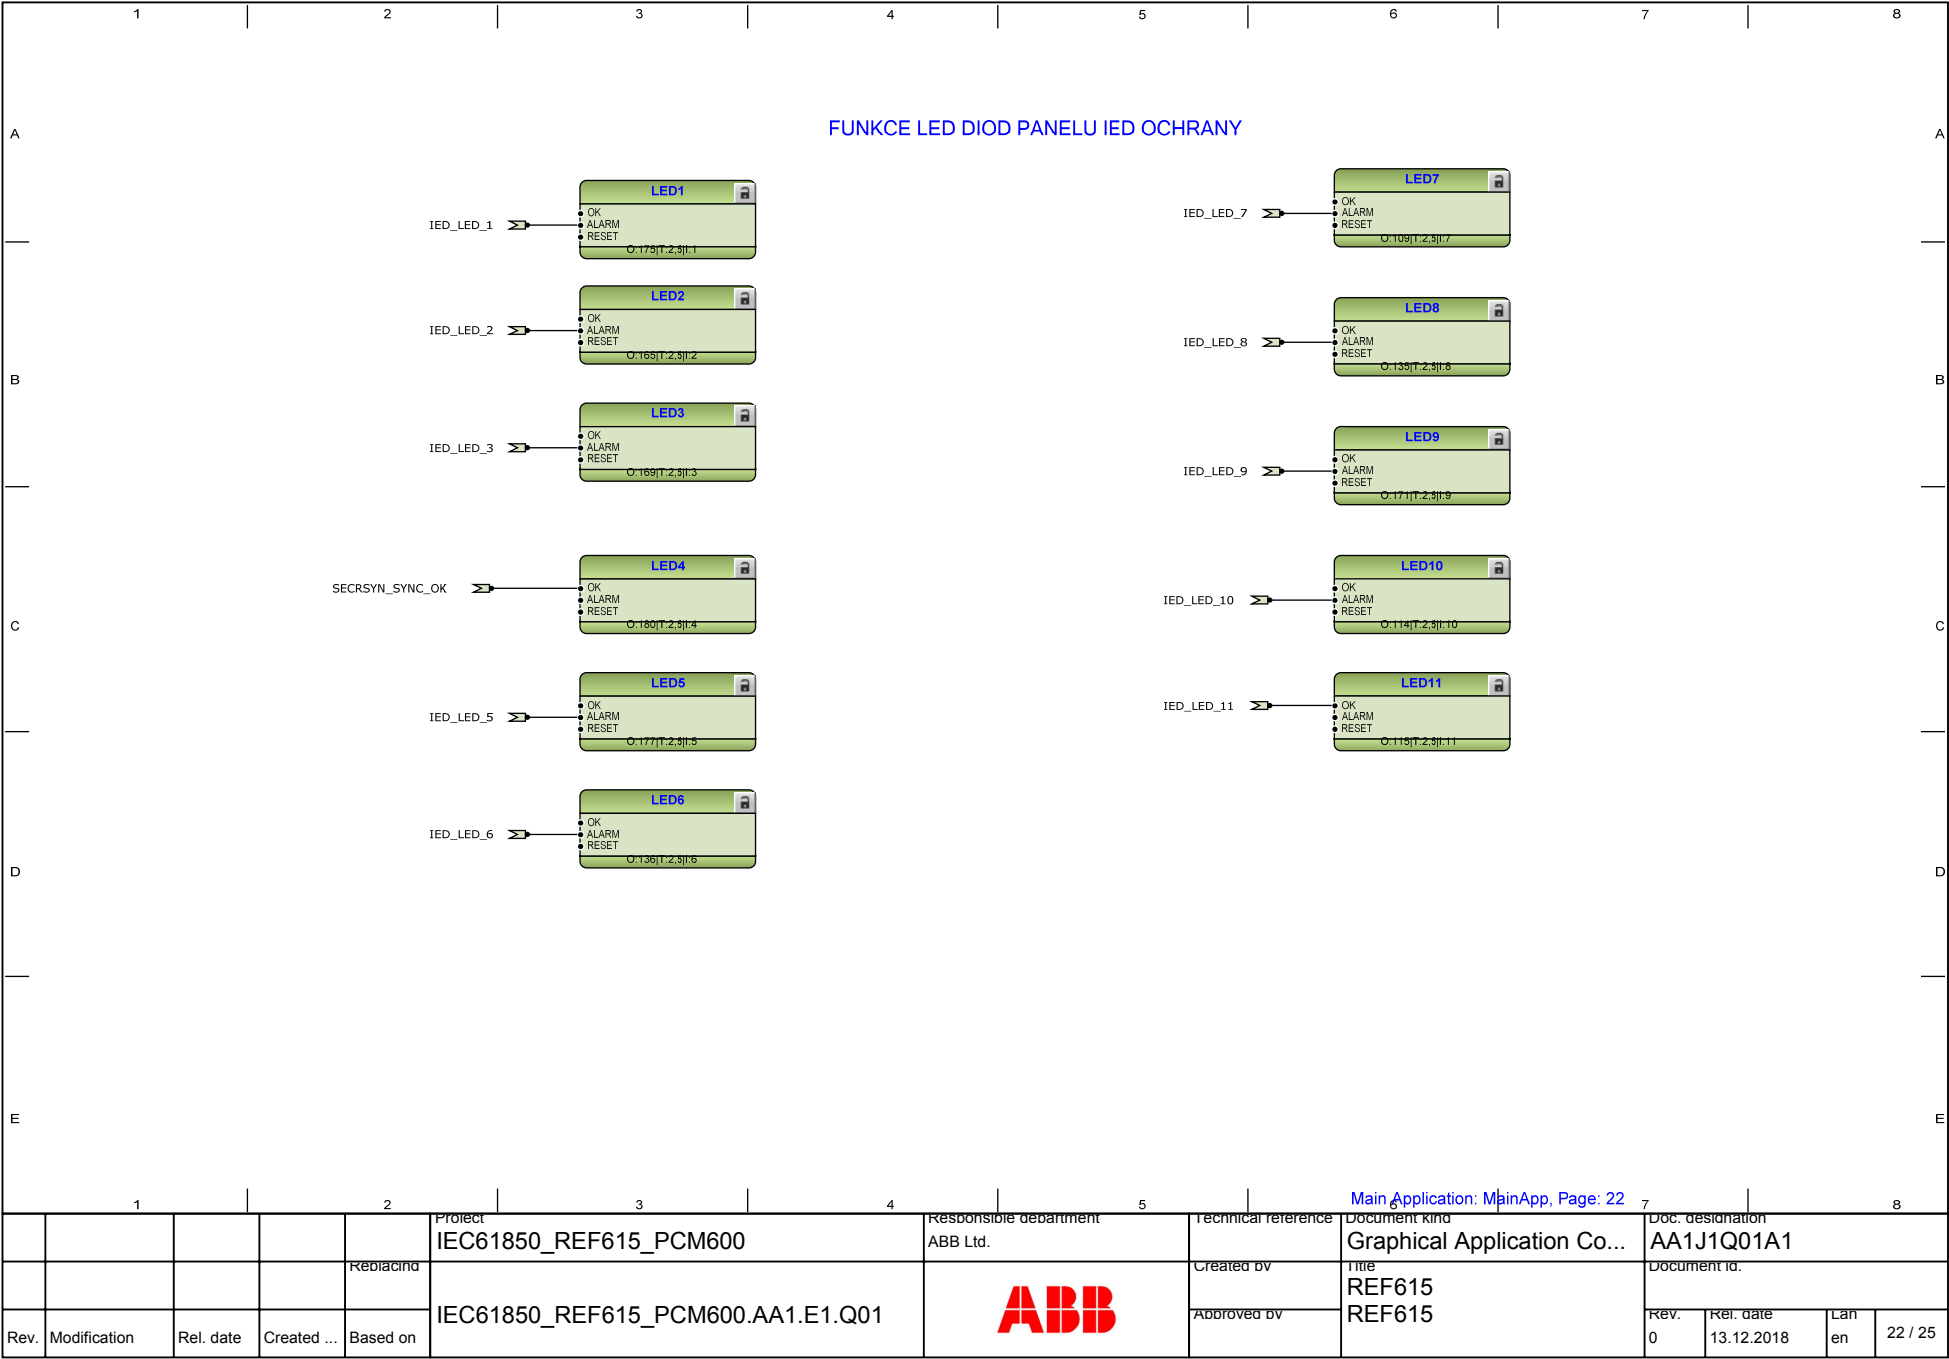 1 2 3 4 5 6 7 8
FUNKCE LED DIOD PANELU IED OCHRANY
A A
LED1
IED_LED_1
OK
ALARM
RESET
O:175|T:2,5|I:1
LED2
IED_LED_2
OK
ALARM
RESET
O:165|T:2,5|I:2
B B
LED3
IED_LED_3
OK
ALARM
RESET
O:169|T:2,5|I:3
LED4
SECRSYN_SYNC_OK
OK
ALARM
RESET
O:180|T:2,5|I:4
C C
LED5
IED_LED_5
OK
ALARM
RESET
O:177|T:2,5|I:5
LED6
IED_LED_6
OK
ALARM
RESET
O:136|T:2,5|I:6
LED7
IED_LED_7
OK
ALARM
RESET
O:109|T:2,5|I:7
LED8
IED_LED_8
OK
ALARM
RESET
O:135|T:2,5|I:8
LED9
IED_LED_9
OK
ALARM
RESET
O:171|T:2,5|I:9
LED10
IED_LED_10
OK
ALARM
RESET
O:114|T:2,5|I:10
LED11
IED_LED_11
OK
ALARM
RESET
O:115|T:2,5|I:11
D D
E E
Main Application: MainApp, Page: 22
1 2 3 4 5 6 7 8
Project
IEC61850_REF615_PCM600
Responsible department
ABB Ltd.
Technical reference
Document kind
Graphical Application Co...
Doc. designation
AA1J1Q01A1
Replacing
IEC61850_REF615_PCM600.AA1.E1.Q01
ABB
Created by
Approved by
Title
REF615
REF615
Document id.
Rev. Modification Rel. date Created ... Based on
Rev.
0
Rel. date
13.12.2018
Lan
en
22 / 25